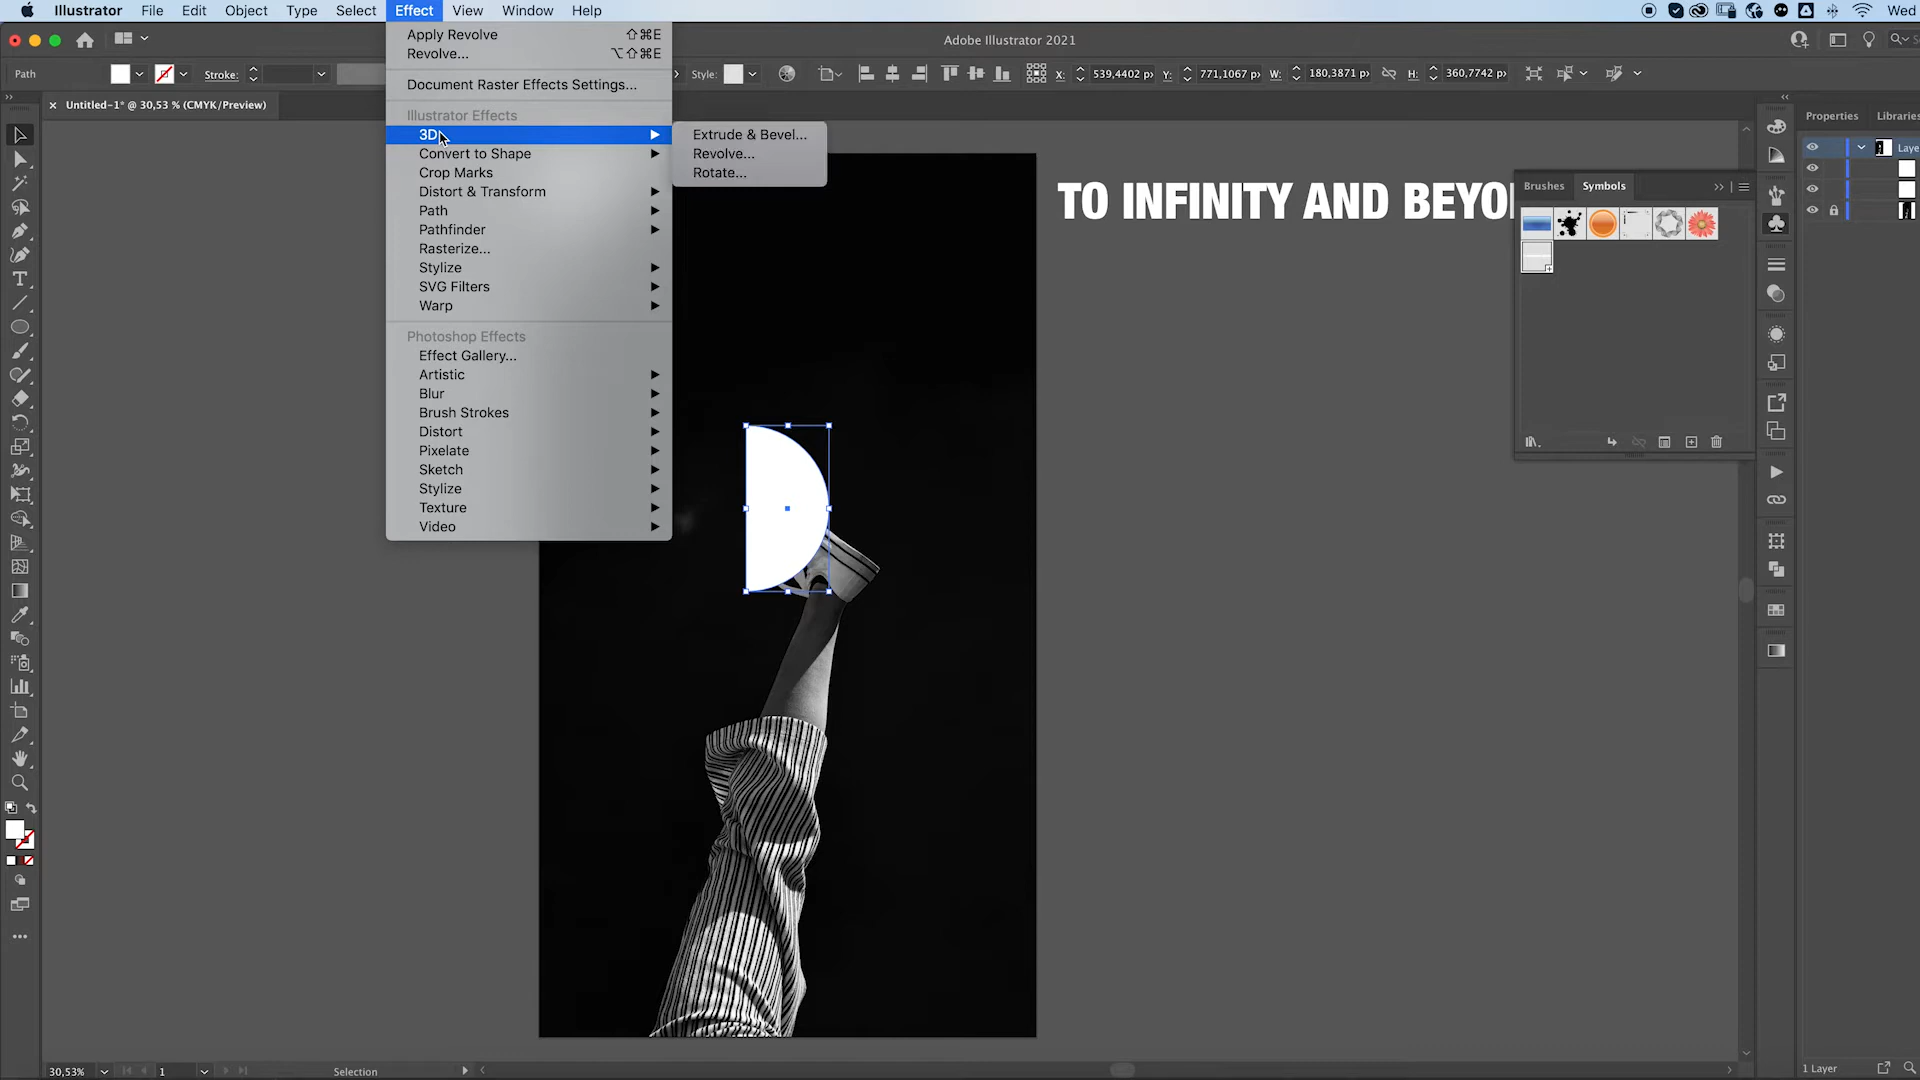 Illustrator File Edit Object Type Select Effect View Window Help Wed
Adobe Illustrator 2021
Path Stroke: Style: X: 539,4402 p Y: 771,1067 p W: 180,3871 p H: 360,7742 p
Untitled-1* @ 30,53 % (CMYK/Preview)
Apply Revolve ⇧⌘E
Revolve... ⌥⇧⌘E
Document Raster Effects Settings...
Illustrator Effects
3D
Convert to Shape
Crop Marks
Distort & Transform
Path
Pathfinder
Rasterize...
Stylize
SVG Filters
Warp
Photoshop Effects
Effect Gallery...
Artistic
Blur
Brush Strokes
Distort
Pixelate
Sketch
Stylize
Texture
Video
Extrude & Bevel...
Revolve...
Rotate...
TO INFINITY AND BEYO
Brushes Symbols
Properties Libraries
Laye
30,53% 1 Selection
1 Layer